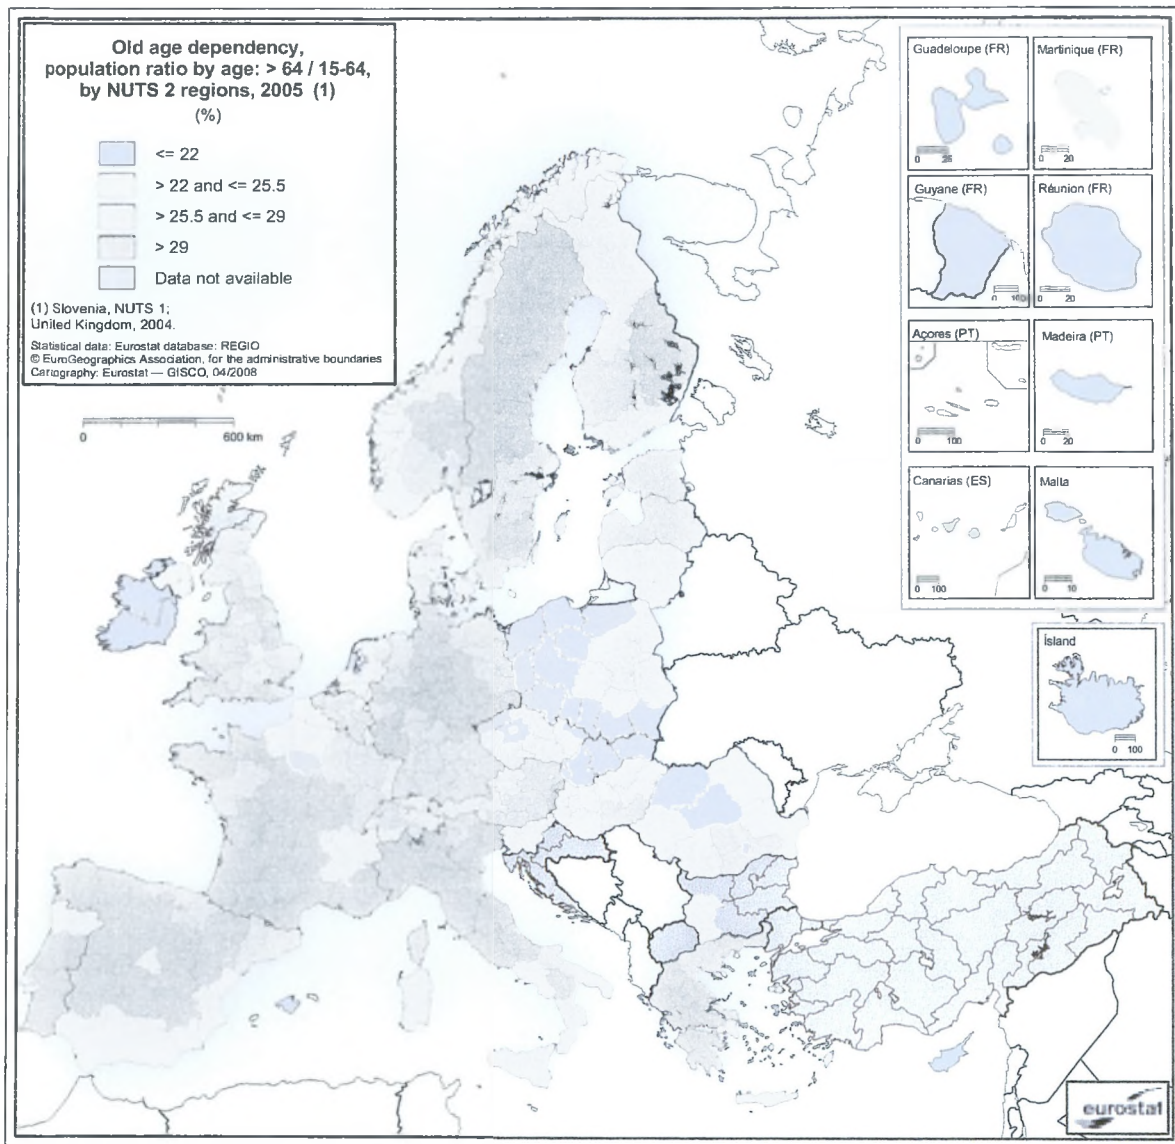 Old age dependency,
population ratio by age: > 64 / 15-64,
by NUTS 2 regions, 2005 (1)
(%)
<= 22
> 22 and <= 25.5
> 25.5 and <= 29
> 29
Data not available
(1) Slovenia, NUTS 1;
United Kingdom, 2004.
Statistical data: Eurostat database: REGIO
© EuroGeographics Association, for the administrative boundaries
Cartography: Eurostat — GISCO, 04/2008
0 600 km
Guadeloupe (FR)
0 25
Martinique (FR)
0 20
Guyane (FR)
0
Réunion (FR)
0 20
Açores (PT)
0 100
Madeira (PT)
0 20
Canarias (ES)
0 100
Malta
0 10
Ísland
0 100
eurostat